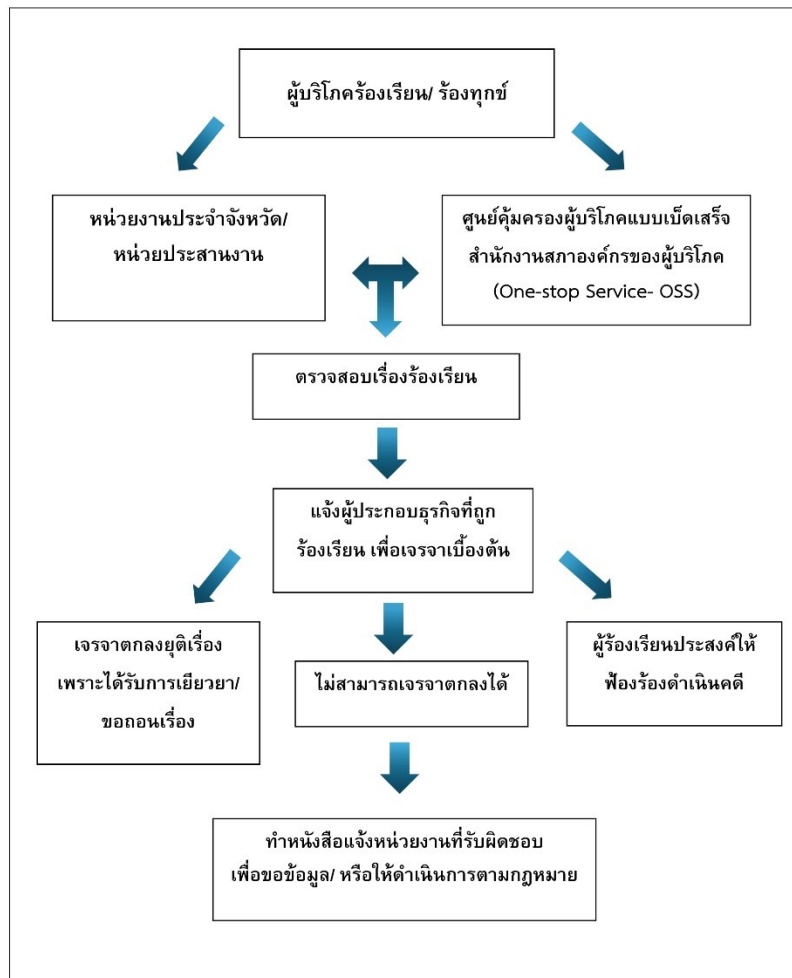 ผู้บริโภคร้องเรียน/ ร้องทุกข์
หน่วยงานประจำจังหวัด/
หน่วยประสานงาน
ศูนย์คุ้มครองผู้บริโภคแบบเบ็ดเสร็จ
สำนักงานสภาองค์กรของผู้บริโภค
(One-stop Service- OSS)
ตรวจสอบเรื่องร้องเรียน
แจ้งผู้ประกอบธุรกิจที่ถูก
ร้องเรียน เพื่อเจรจาเบื้องต้น
เจรจาตกลงยุติเรื่อง
เพราะได้รับการเยียวยา/
ขอถอนเรื่อง
ไม่สามารถเจรจาตกลงได้
ผู้ร้องเรียนประสงค์ให้
ฟ้องร้องดำเนินคดี
ทำหนังสือแจ้งหน่วยงานที่รับผิดชอบ
เพื่อขอข้อมูล/ หรือให้ดำเนินการตามกฎหมาย